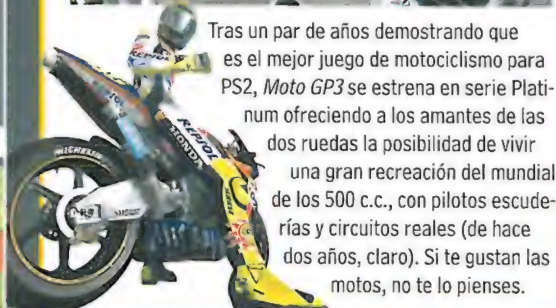 Tras un par de años demostrando que
es el mejor juego de motociclismo para
PS2, Moto GP3 se estrena en serie Plati-
num ofreciendo a los amantes de las
dos ruedas la posibilidad de vivir
una gran recreación del mundial
de los 500 c.c., con pilotos escude-
rías y circuitos reales (de hace
dos años, claro). Si te gustan las
motos, no te lo pienses.
REPSOL
HONDA
MICHELIN